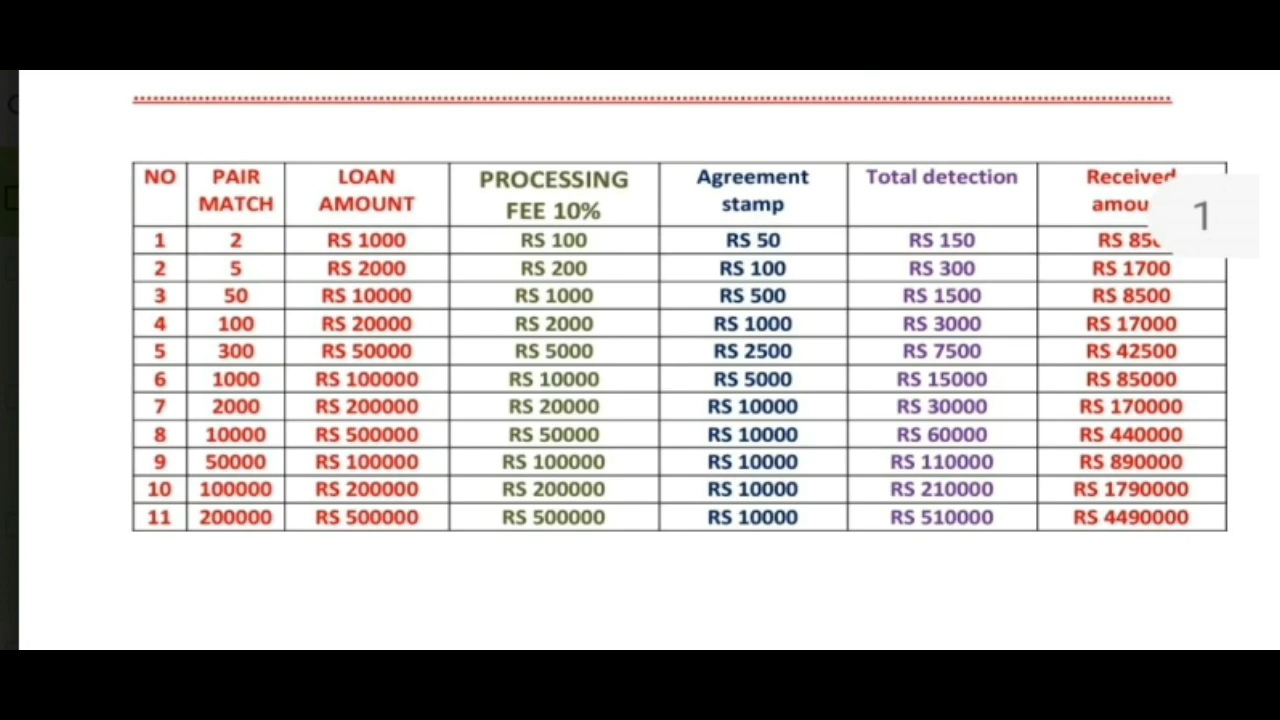 NO PAIR MATCH LOAN AMOUNT PROCESSING FEE 10% Agreement stamp Total detection Received
1
1 2 RS 1000 RS 100 RS 50 RS 150
2 5 RS 2000 RS 200 RS 100 RS 300 RS 1700
3 50 RS 10000 RS 1000 RS 500 RS 1500 RS 8500
4 100 RS 20000 RS 2000 RS 1000 RS 3000 RS 17000
5 300 RS 50000 RS 5000 RS 2500 RS 7500 RS 42500
6 1000 RS 100000 RS 10000 RS 5000 RS 15000 RS 85000
7 2000 RS 200000 RS 20000 RS 10000 RS 30000 RS 170000
8 10000 RS 500000 RS 50000 RS 10000 RS 60000 RS 440000
9 50000 RS 100000 RS 100000 RS 10000 RS 110000 RS 890000
10 100000 RS 200000 RS 200000 RS 10000 RS 210000 RS 1790000
11 200000 RS 500000 RS 500000 RS 10000 RS 510000 RS 4490000